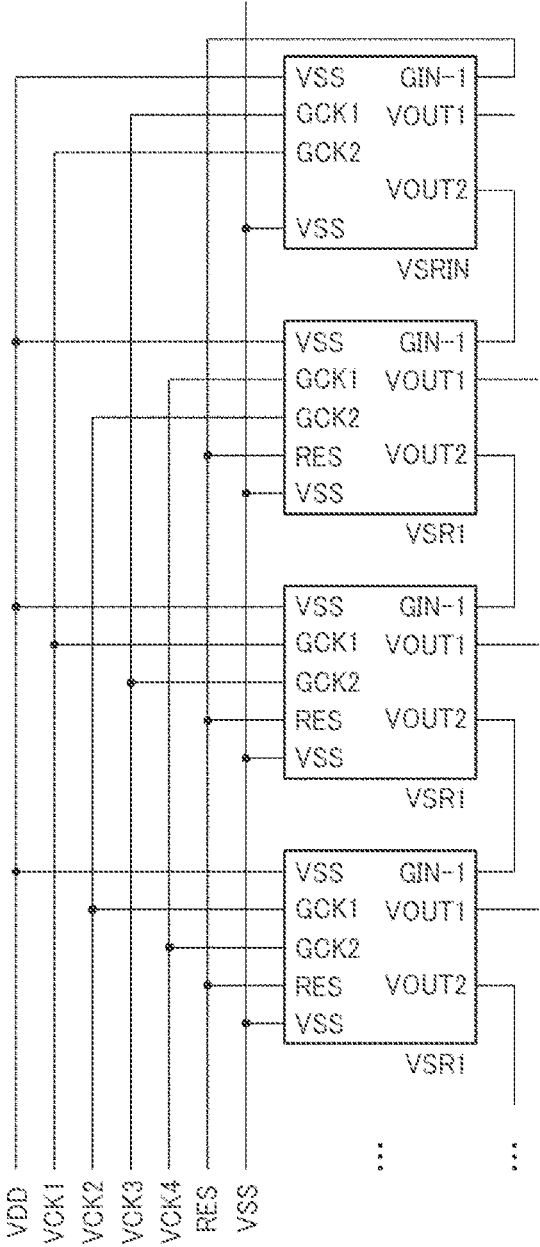 VSS GIN-1
GCK1 VOUT1
GCK2
VOUT2
VSS
VSRIN
VSS GIN-1
GCK1 VOUT1
GCK2
RES VOUT2
VSS
VSR1
VSS GIN-1
GCK1 VOUT1
GCK2
RES VOUT2
VSS
VSR1
VSS GIN-1
GCK1 VOUT1
GCK2
RES VOUT2
VSS
VSR1
VDD
VCK1
VCK2
VCK3
VCK4
RES
VSS